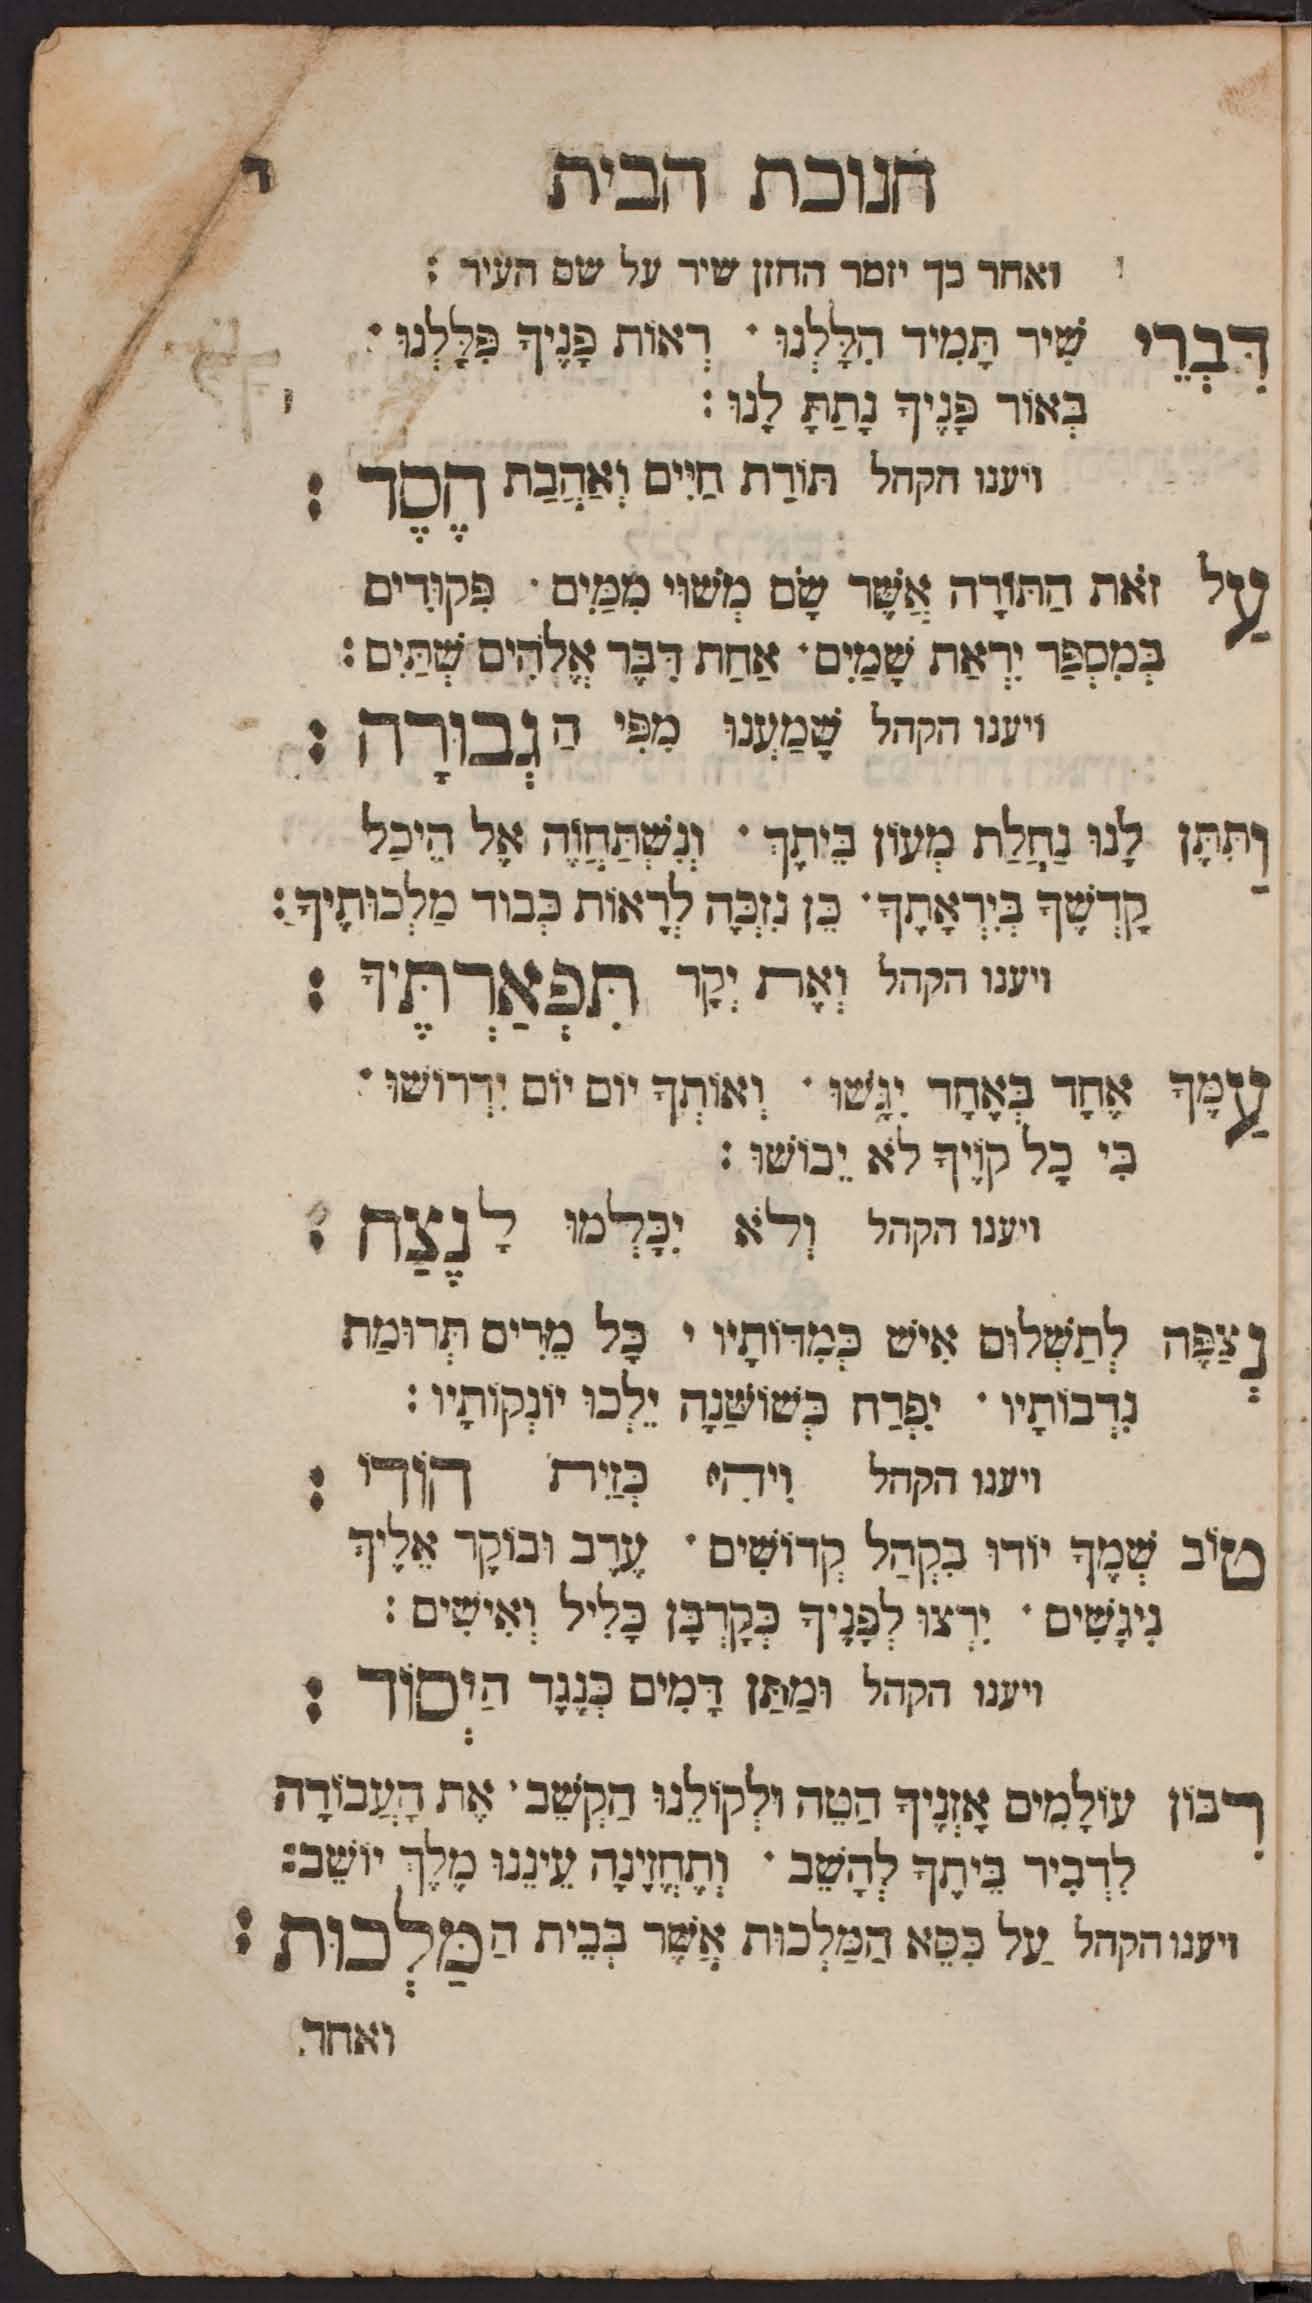 חנוכת הבית ד
ואחר כך יזמר החזן שיר על שם העיר :
דִּבְרֵי שִׁיר תָּמִיד הִלָּלְנוּ · רְאוֹת פָּנֶיךָ פִּלָּלְנוּ ·
בְּאוֹר פָּנֶיךָ נָתַתָּ לָנוּ :
ויענו הקהל תּוֹרַת חַיִּים וְאַהֲבַת הֶסֶד :
עַל זֹאת הַתּוֹרָה אֲשֶׁר שָׂם מְשׁוּי מִמַּיִם · פִּקּוּדִים
בְּמִסְפַּר יִרְאַת שָׁמַיִם · אַחַת דִּבֶּר אֱלֹהִים שְׁתַּיִם :
ויענו הקהל שָׁמַעְנוּ מִפִּי הַגְבוּרָה :
וַתִּתֵּן לָנוּ נַחֲלַת מְעוֹן בֵּיתֶךָ · וְנִשְׁתַּחֲוֶה אֶל הֵיכַל
קָדְשֶׁךָ בְּיִרְאָתֶךָ · כֵּן נִזְכֶּה לִרְאוֹת כְּבוֹד מַלְכוּתֶיךָ :
ויענו הקהל וְאֶת יְקָר תִּפְאַרְתֶּיךָ :
עַמְּךָ אֶחָד בְּאֶחָד יִגָּשׁוּ · וְאוֹתְךָ יוֹם יוֹם יִדְרוֹשׁוּ ·
כִּי כָל קוֹוֶיךָ לֹא יֵבוֹשׁוּ :
ויענו הקהל וְלֹא יִכָּלְמוּ לָנֶצַח :
נְצַפֶּה לְתַשְׁלוּם אִישׁ כְּמִדּוֹתָיו י כָּל מֵרִים תְּרוּמַת
נִדְבוֹתָיו · יִפְרַח כְּשׁוֹשַׁנָּה יֵלְכוּ יוֹנְקוֹתָיו :
ויענו הקהל וִיהִי כְּזַיִת הוֹדוֹ :
טוֹב שְׁמְךָ יוֹדוּ בִּקְהַל קְדוֹשִׁים · עֶרֶב וּבוֹקֶר אֵלֶיךָ
נִיגָשִׁים · יִרְצוּ לְפָנֶיךָ כְּקָרְבָּן כָּלִיל וְאִישִׁים :
ויענו הקהל וּמַתַּן דָּמִים כְּנֶגֶד הַיְסוֹד :
רִבּוֹן עוֹלָמִים אָזְנְיךָ הַטֵה וּלְקוֹלֵנוּ הַקְשֵׁב · אֶת הָעֲבוֹרָה
לִדְבִיר בֵּיתֶךָ לְהָשֵׁב · וְתֶחֱזֶינָה עֵינֵנוּ מֶלֶךְ יוֹשֵׁב :
ויענו הקהל עַל כִּסֵּא הַמַלְכוּת אֲשֶׁר בְּבֵית הַמַּלְכוּת :
ואחר